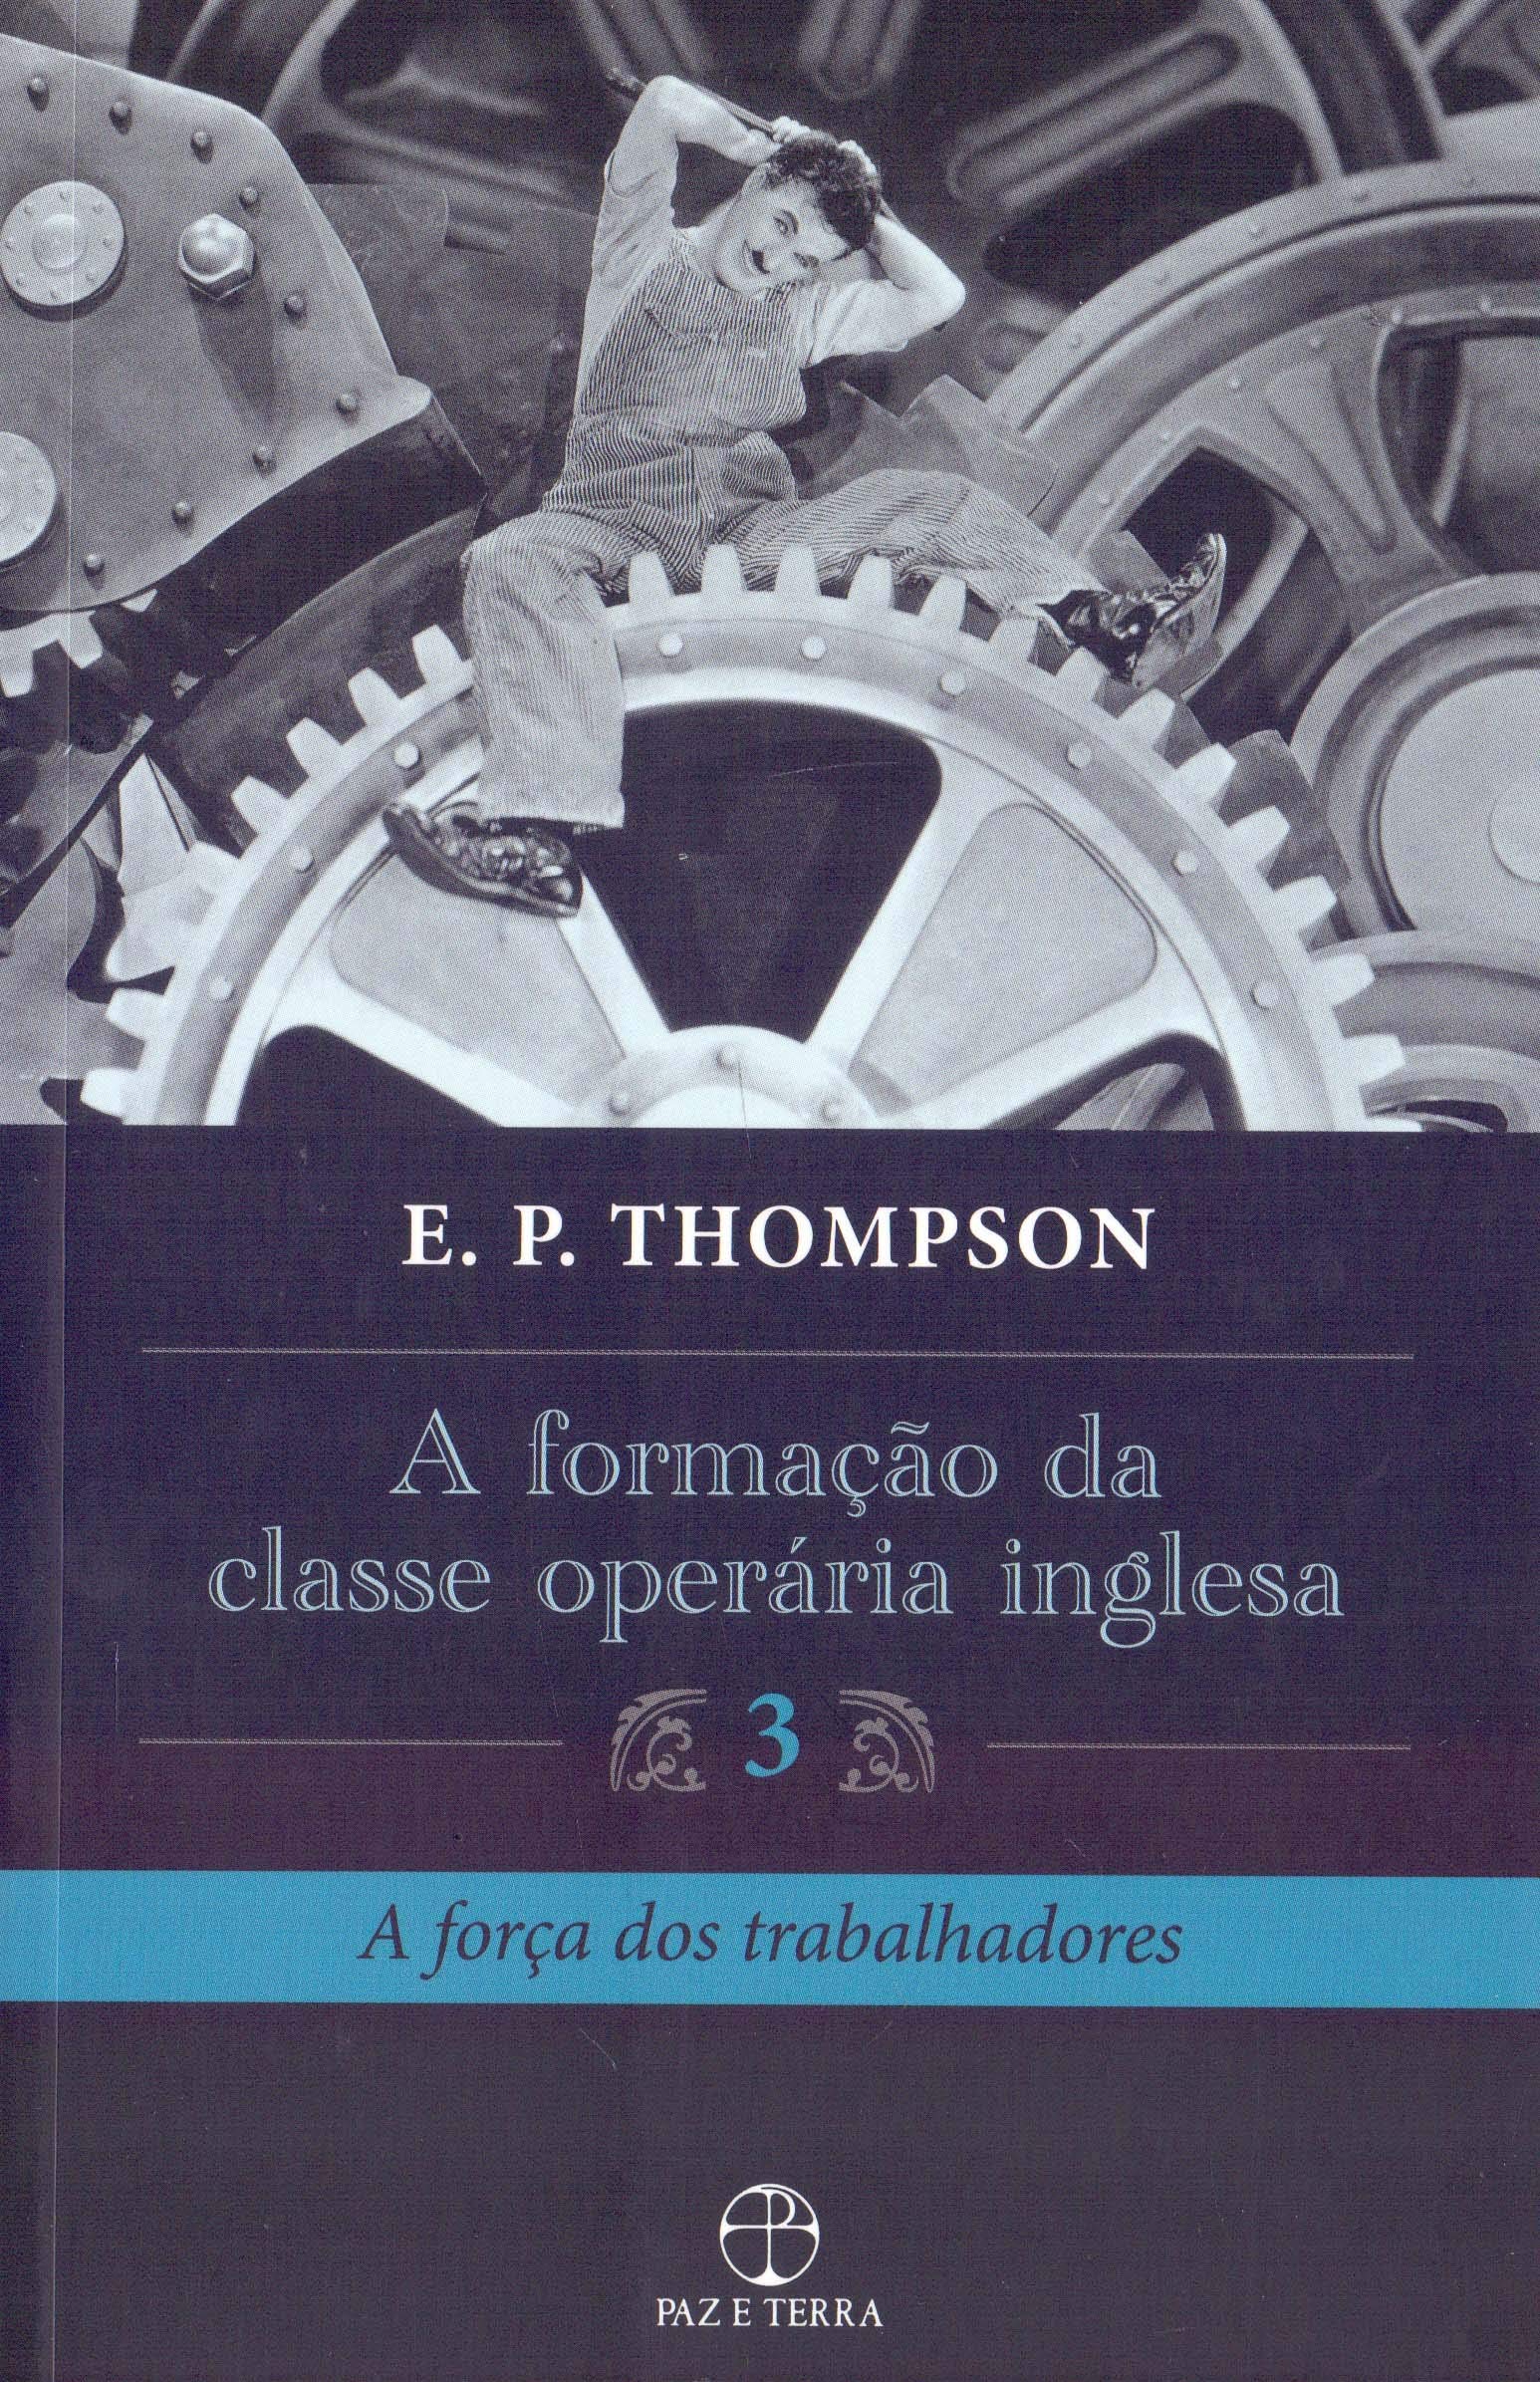 E. P. THOMPSON
A formação da
classe operária inglesa
3
A força dos trabalhadores
PAZ E TERRA